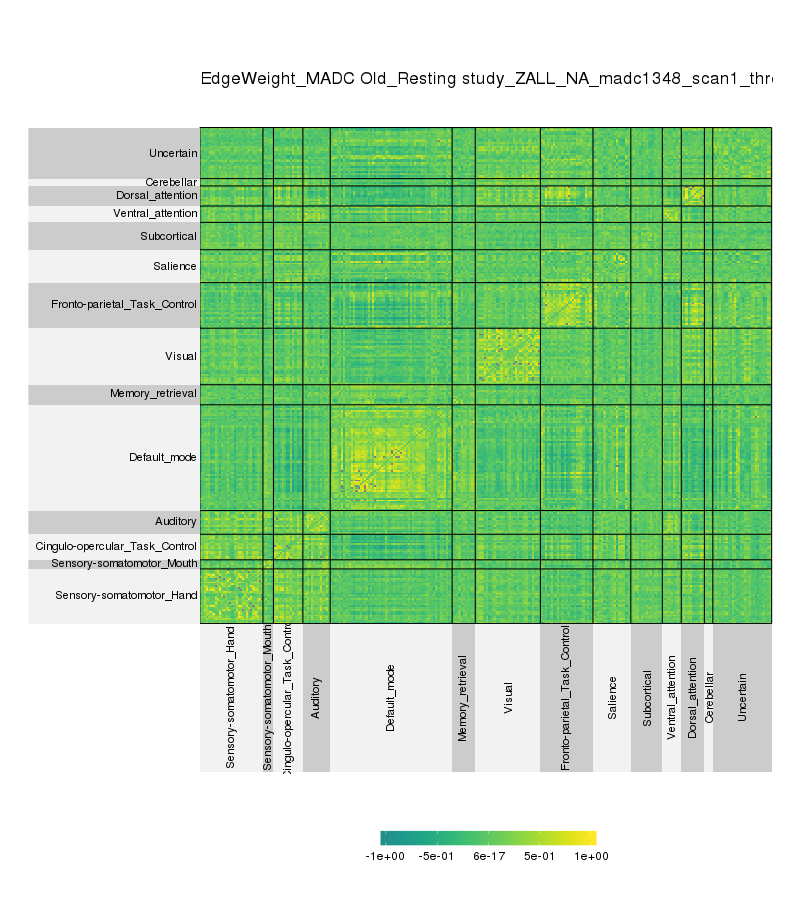 EdgeWeight_MADC Old_Resting study_ZALL_NA_madc1348_scan1_thr
Uncertain
Cerebellar
Dorsal_attention
Ventral_attention
Subcortical
Salience
Fronto-parietal_Task_Control
Visual
Memory_retrieval
Default_mode
Auditory
Cingulo-opercular_Task_Control
Sensory-somatomotor_Mouth
Sensory-somatomotor_Hand
Sensory-somatomotor_Hand
Sensory-somatomotor_Mouth
Cingulo-opercular_Task_Control
Auditory
Default_mode
Memory_retrieval
Visual
Fronto-parietal_Task_Control
Salience
Subcortical
Ventral_attention
Dorsal_attention
Cerebellar
Uncertain
-1e+00 -5e-01 6e-17 5e-01 1e+00